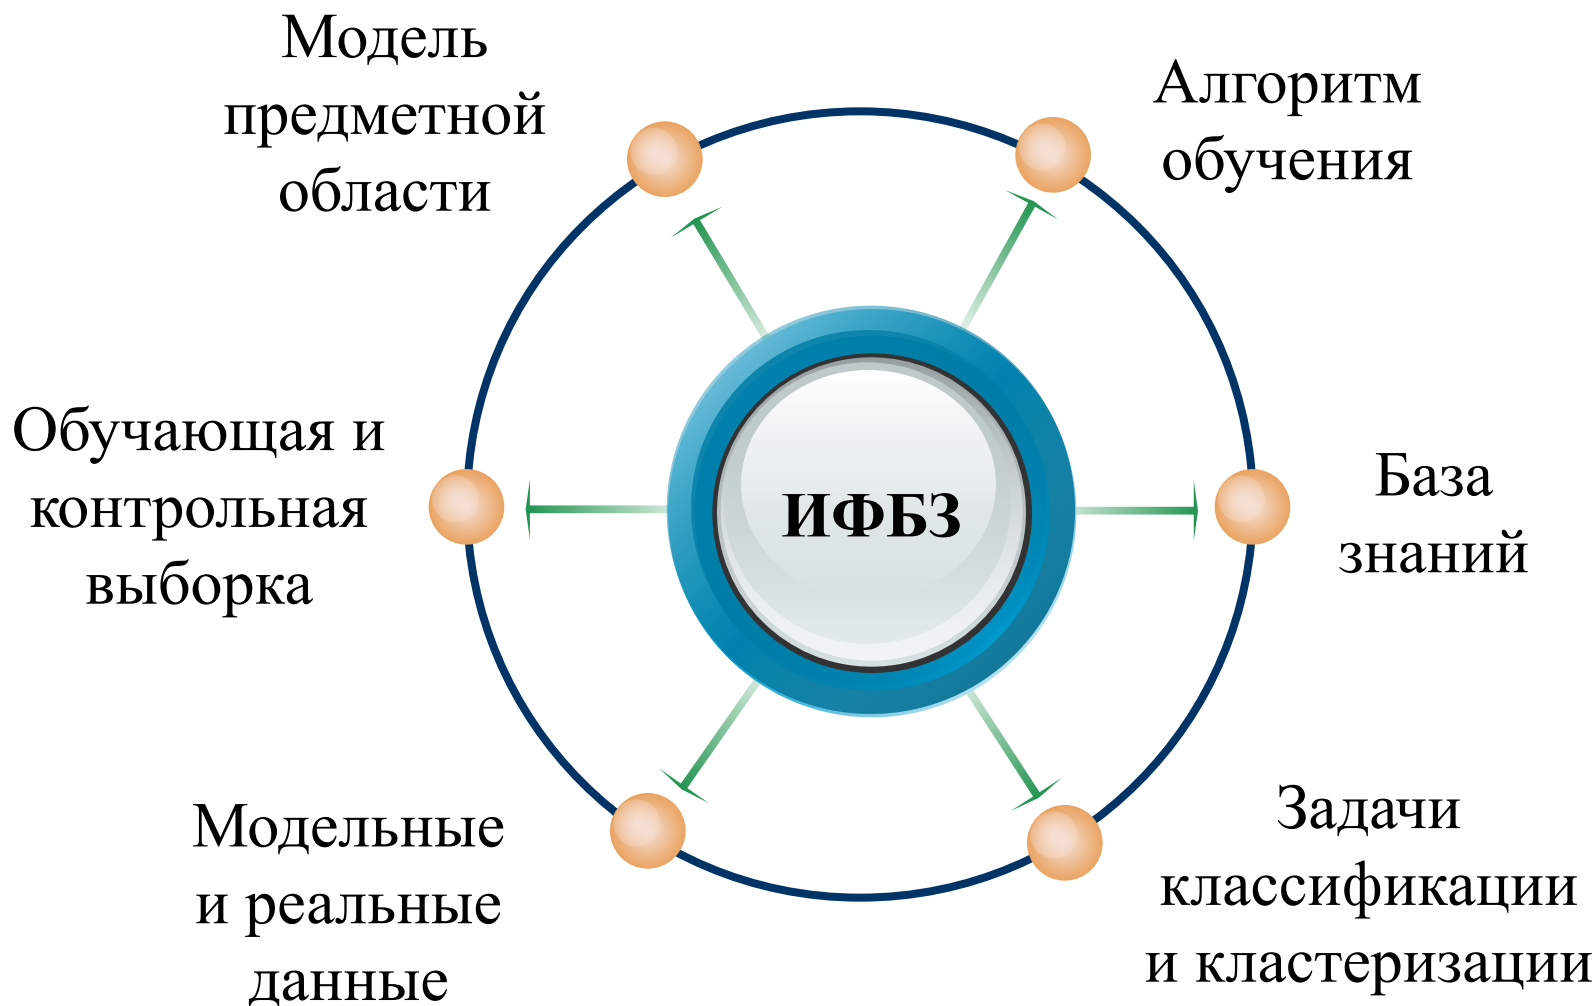 Модель
предметной
области
Алгоритм
обучения
Обучающая и
контрольная
выборка
ИФБЗ
База
знаний
Модельные
и реальные
данные
Задачи
классификации
и кластеризации